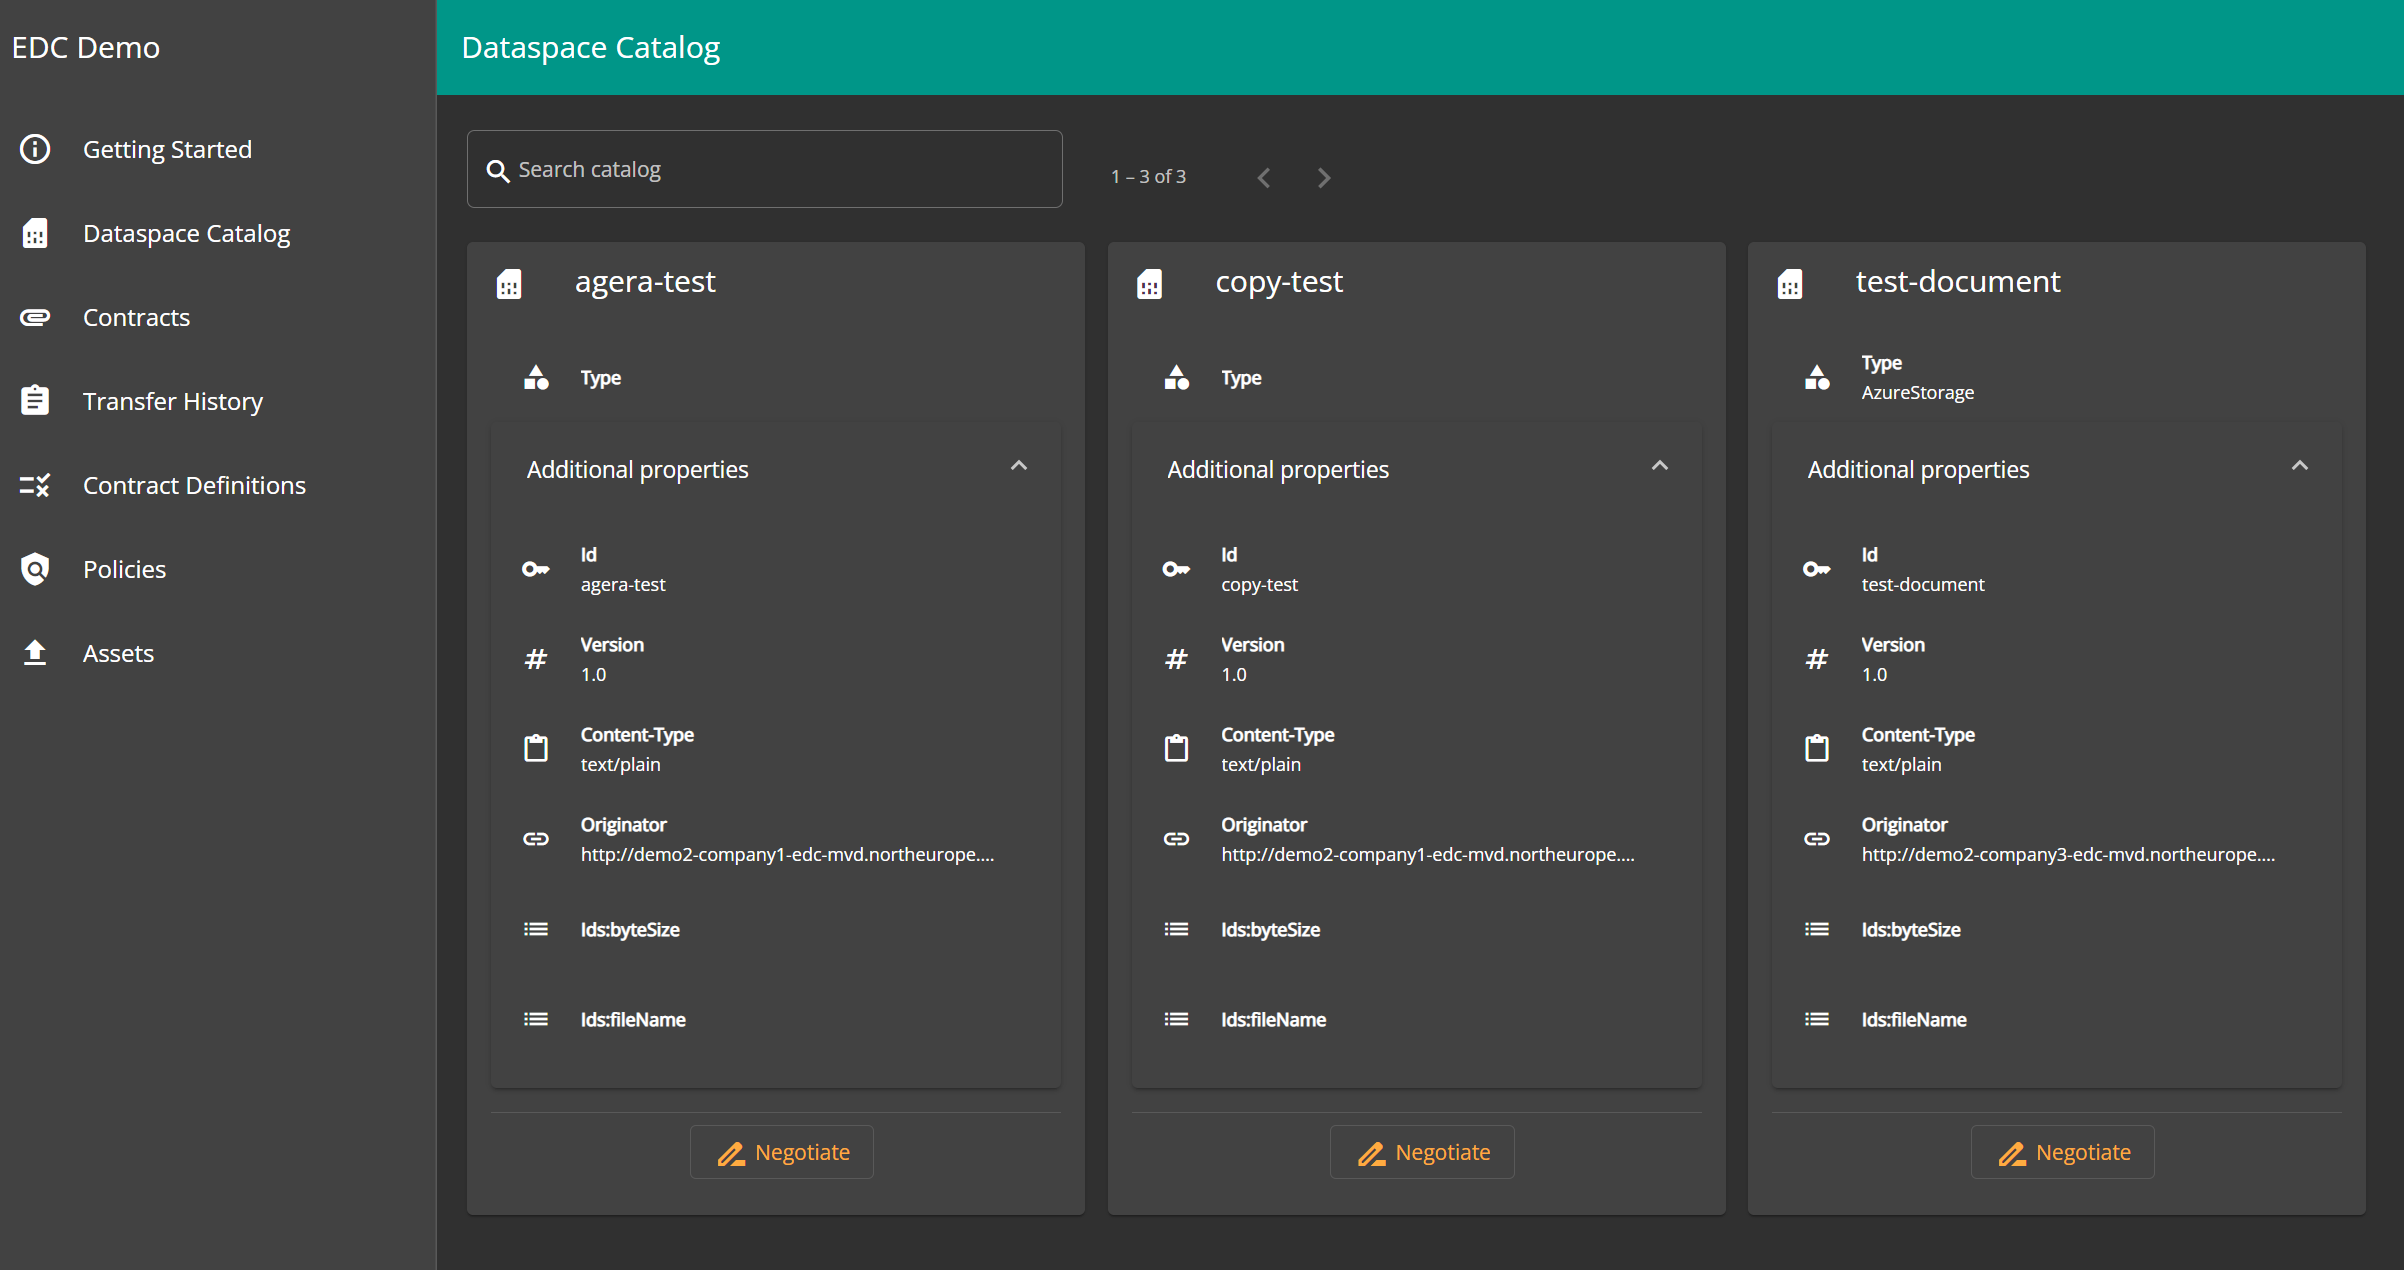 EDC Demo
Getting Started
Dataspace Catalog
Contracts
Transfer History
Contract Definitions
Policies
Assets
Dataspace Catalog
Search catalog
1 – 3 of 3
agera-test
Type
Additional properties
Id
agera-test
Version
1.0
Content-Type
text/plain
Originator
http://demo2-company1-edc-mvd.northeurope....
Ids:byteSize
Ids:fileName
Negotiate
copy-test
Type
Additional properties
Id
copy-test
Version
1.0
Content-Type
text/plain
Originator
http://demo2-company1-edc-mvd.northeurope....
Ids:byteSize
Ids:fileName
Negotiate
test-document
Type
AzureStorage
Additional properties
Id
test-document
Version
1.0
Content-Type
text/plain
Originator
http://demo2-company3-edc-mvd.northeurope....
Ids:byteSize
Ids:fileName
Negotiate